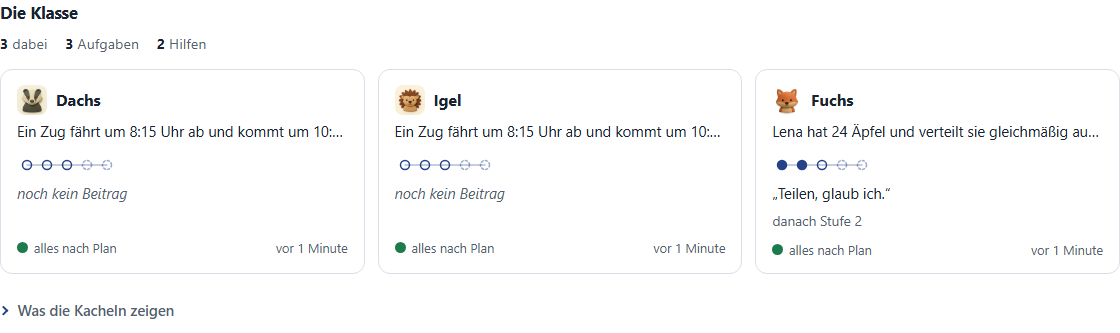 Die Klasse
3 dabei 3 Aufgaben 2 Hilfen
Dachs
Ein Zug fährt um 8:15 Uhr ab und kommt um 10:...
noch kein Beitrag
alles nach Plan vor 1 Minute
Igel
Ein Zug fährt um 8:15 Uhr ab und kommt um 10:...
noch kein Beitrag
alles nach Plan vor 1 Minute
Fuchs
Lena hat 24 Äpfel und verteilt sie gleichmäßig au...
„Teilen, glaub ich.“
danach Stufe 2
alles nach Plan vor 1 Minute
Was die Kacheln zeigen